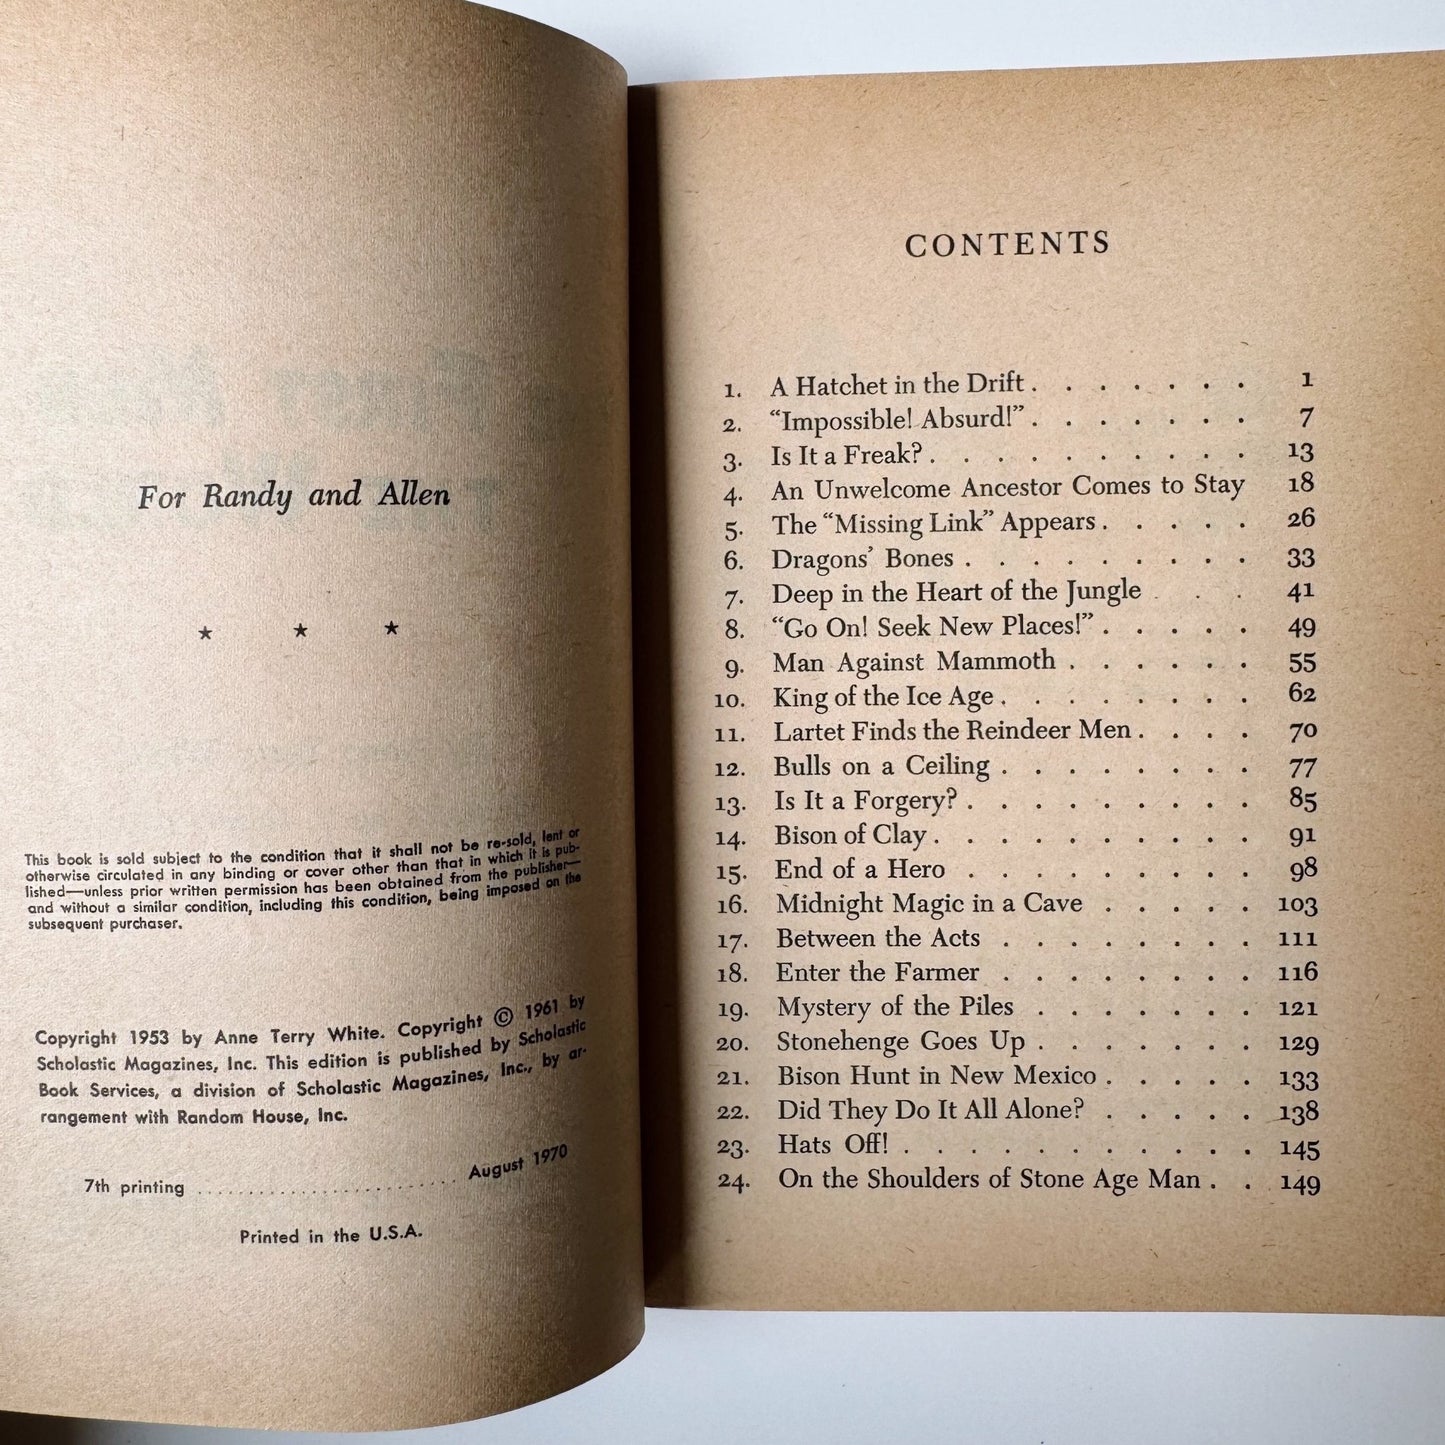 For Randy and Allen
★ ★ ★
This book is sold subject to the condition that it shall not be re-sold, lent or
otherwise circulated in any binding or cover other than that in which it is pub-
lished—unless prior written permission has been obtained from the publisher—
and without a similar condition, including this condition, being imposed on the
subsequent purchaser.
Copyright 1953 by Anne Terry White. Copyright © 1961 by
Scholastic Magazines, Inc. This edition is published by Scholastic
Book Services, a division of Scholastic Magazines, Inc., by ar-
rangement with Random House, Inc.
7th printing ........................ August 1970
Printed in the U.S.A.
CONTENTS
1. A Hatchet in the Drift . . . . . . . 1
2. “Impossible! Absurd!” . . . . . . . 7
3. Is It a Freak? . . . . . . . . . . 13
4. An Unwelcome Ancestor Comes to Stay 18
5. The “Missing Link” Appears . . . . . 26
6. Dragons’ Bones . . . . . . . . . 33
7. Deep in the Heart of the Jungle . . . 41
8. “Go On! Seek New Places!” . . . . . 49
9. Man Against Mammoth . . . . . . 55
10. King of the Ice Age . . . . . . . . 62
11. Lartet Finds the Reindeer Men . . . . 70
12. Bulls on a Ceiling . . . . . . . . 77
13. Is It a Forgery? . . . . . . . . . 85
14. Bison of Clay . . . . . . . . . . 91
15. End of a Hero . . . . . . . . . 98
16. Midnight Magic in a Cave . . . . . 103
17. Between the Acts . . . . . . . . 111
18. Enter the Farmer . . . . . . . . 116
19. Mystery of the Piles . . . . . . . 121
20. Stonehenge Goes Up . . . . . . . 129
21. Bison Hunt in New Mexico . . . . . 133
22. Did They Do It All Alone? . . . . . 138
23. Hats Off! . . . . . . . . . . . 145
24. On the Shoulders of Stone Age Man . . 149